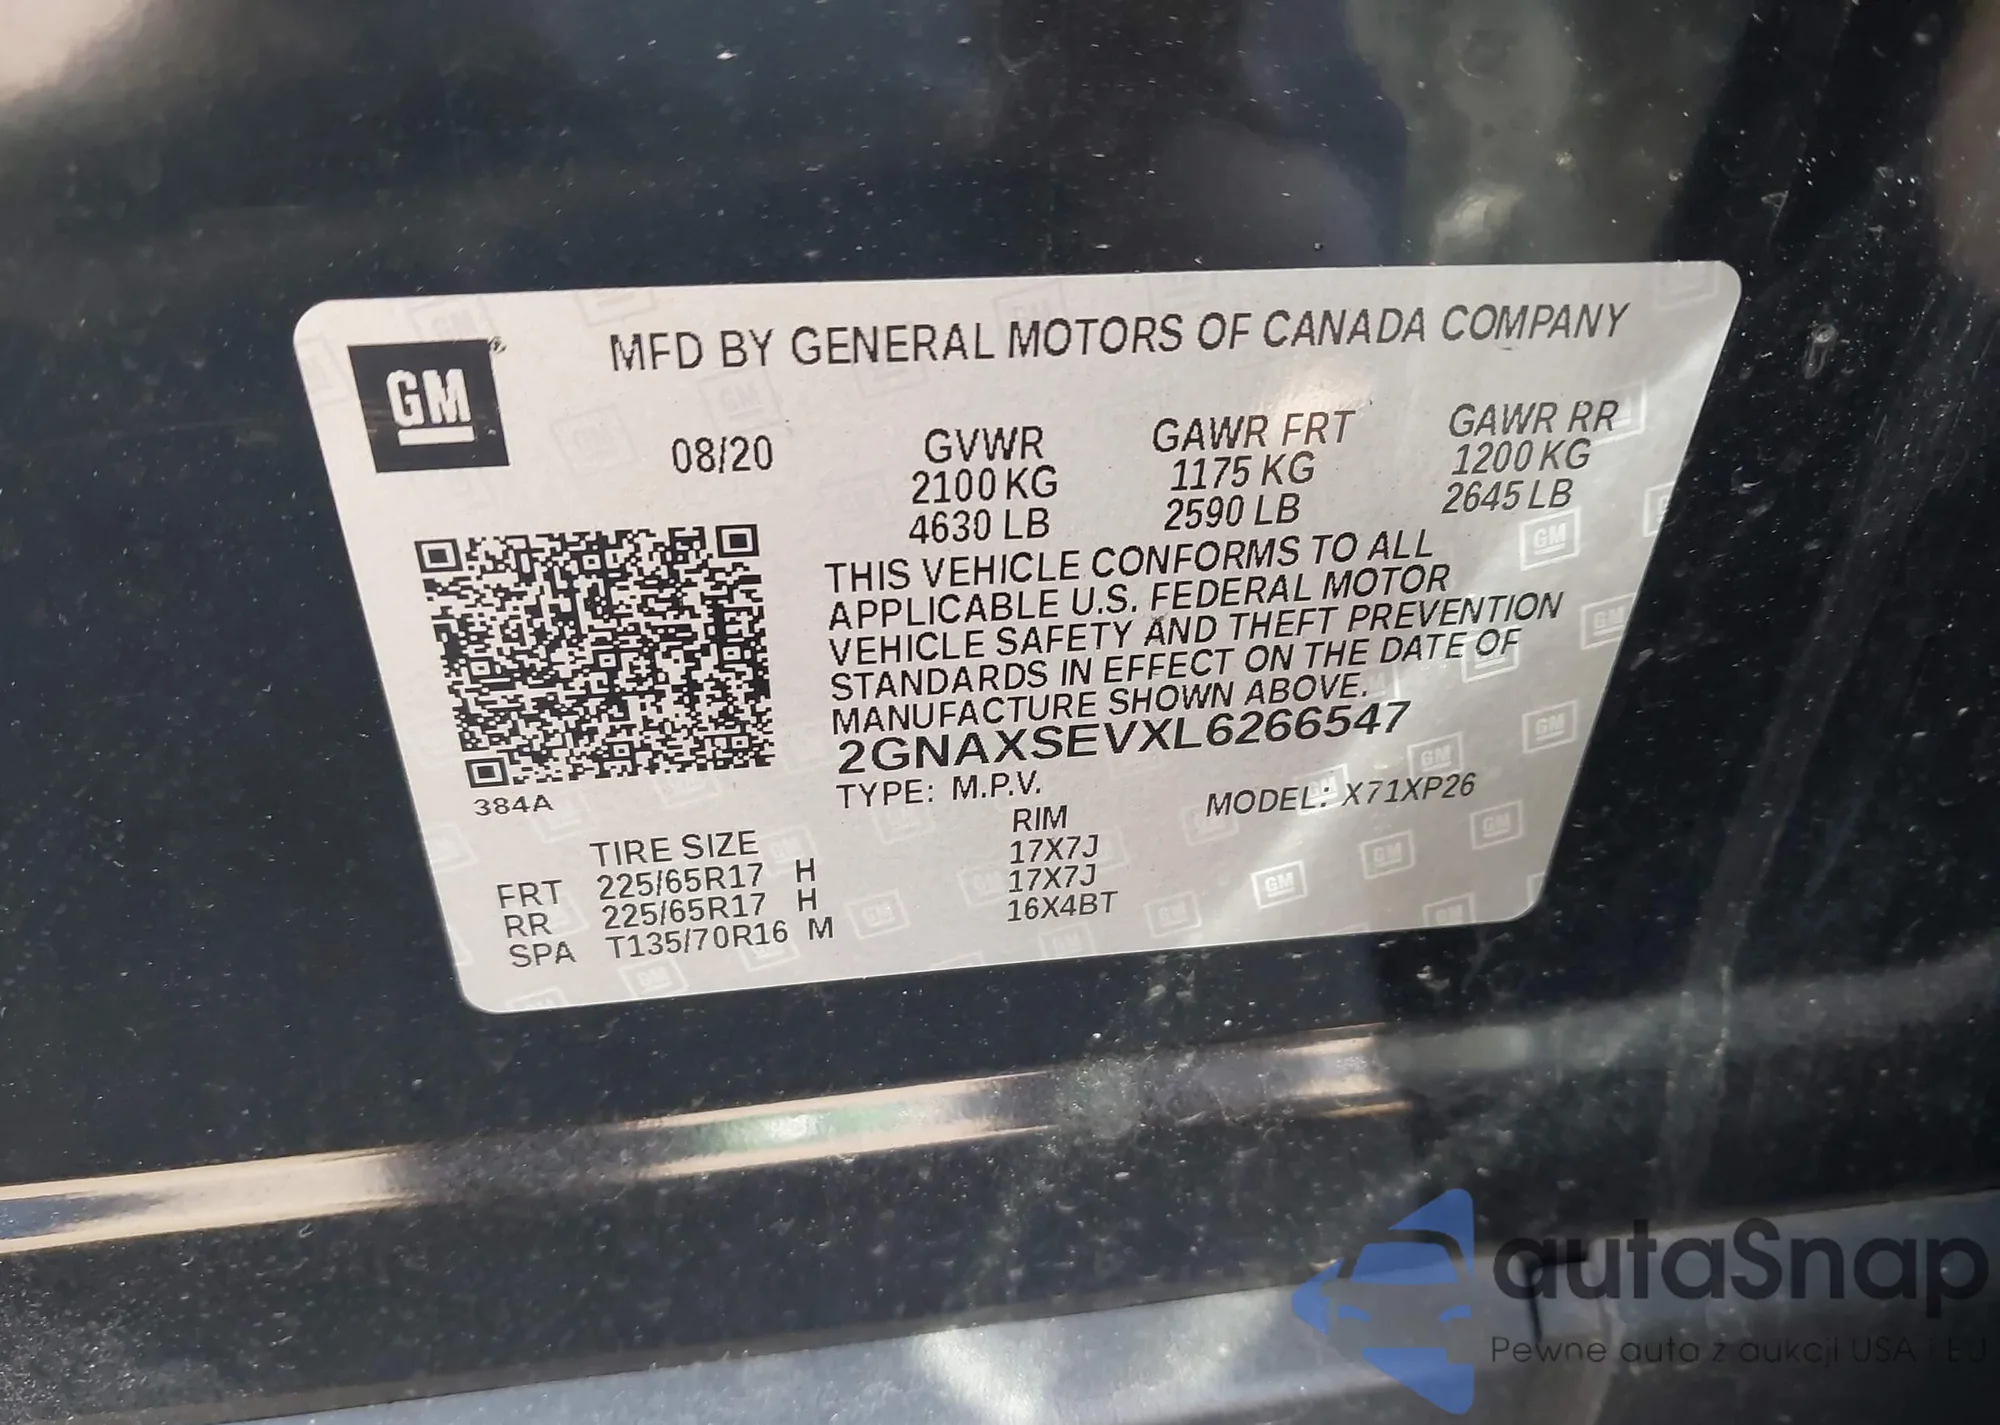 GM®
MFD BY GENERAL MOTORS OF CANADA COMPANY
08/20
GVWR
2100 KG
4630 LB
GAWR FRT
1175 KG
2590 LB
GAWR RR
1200 KG
2645 LB
THIS VEHICLE CONFORMS TO ALL
APPLICABLE U.S. FEDERAL MOTOR
VEHICLE SAFETY AND THEFT PREVENTION
STANDARDS IN EFFECT ON THE DATE OF
MANUFACTURE SHOWN ABOVE.
2GNAXSEVXL6266547
TYPE: M.P.V. MODEL: X71XP26
384A
TIRE SIZE RIM
FRT 225/65R17 H 17X7J
RR 225/65R17 H 17X7J
SPA T135/70R16 M 16X4BT
autaSnap
Pewne auta z aukcji USA i EU